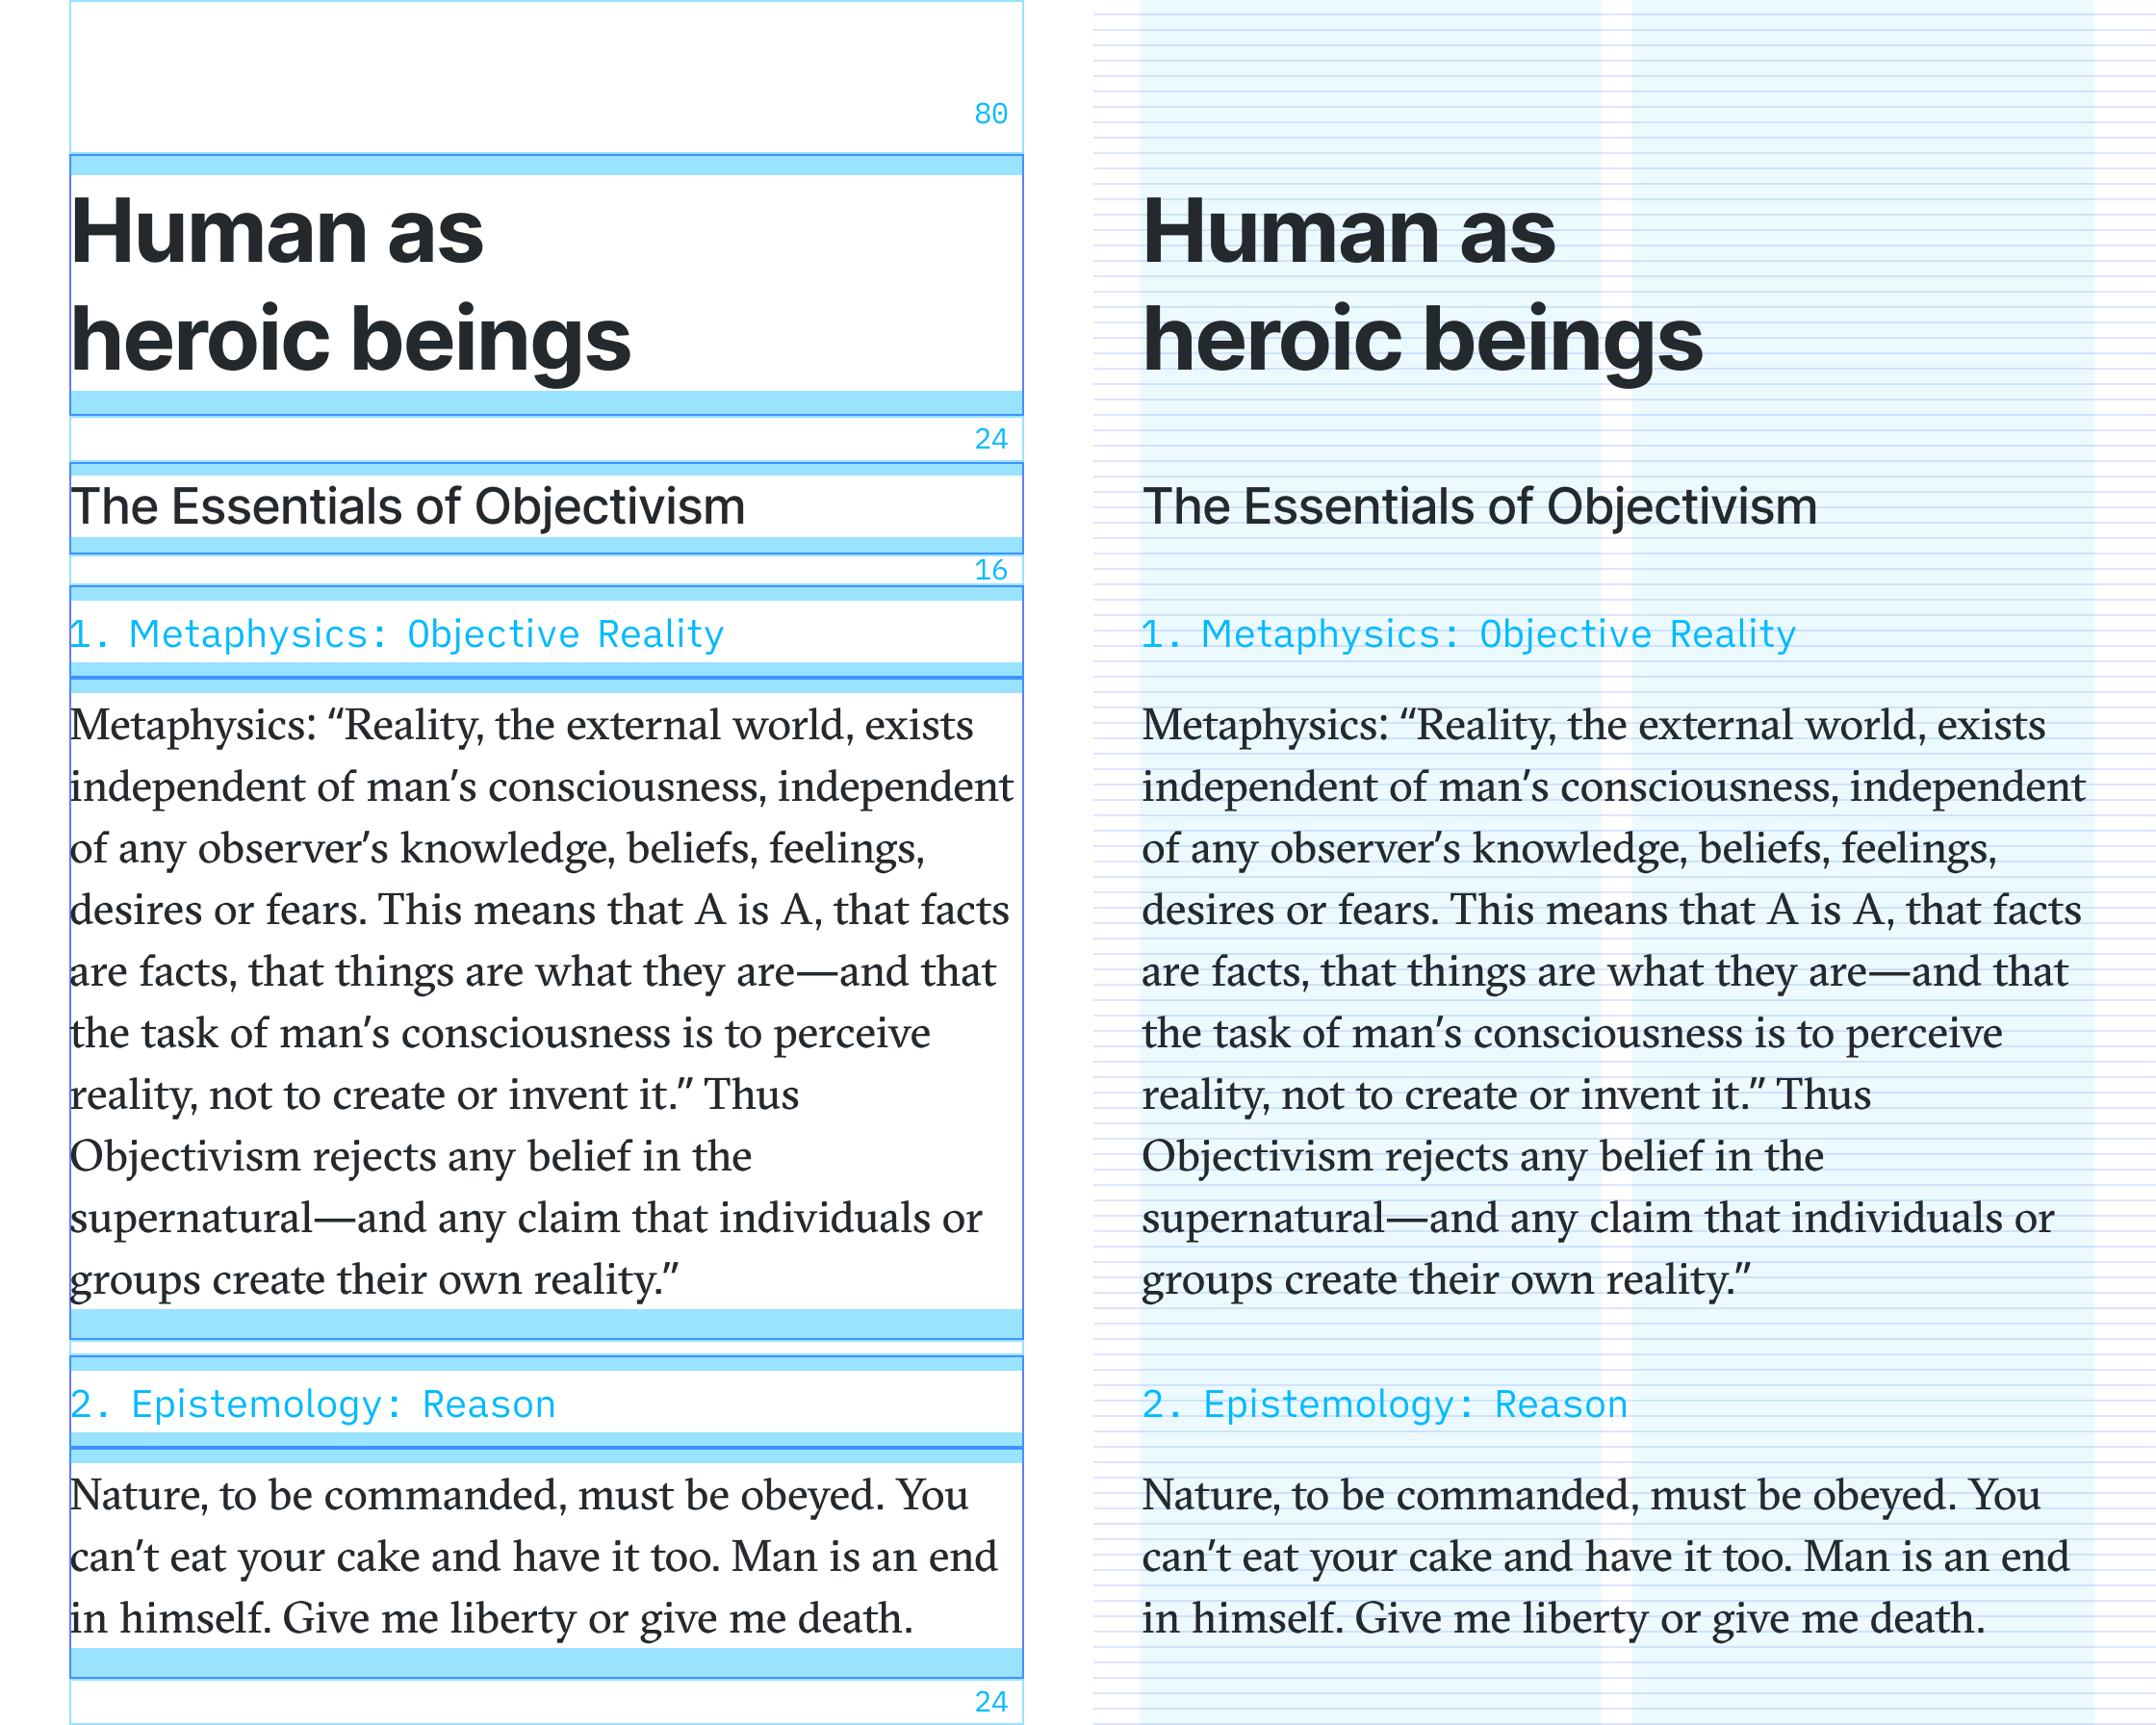 80
Human as
heroic beings
24
The Essentials of Objectivism
16
1. Metaphysics: Objective Reality
Metaphysics: “Reality, the external world, exists
independent of man’s consciousness, independent
of any observer’s knowledge, beliefs, feelings,
desires or fears. This means that A is A, that facts
are facts, that things are what they are—and that
the task of man’s consciousness is to perceive
reality, not to create or invent it.” Thus
Objectivism rejects any belief in the
supernatural—and any claim that individuals or
groups create their own reality.”
2. Epistemology: Reason
Nature, to be commanded, must be obeyed. You
can’t eat your cake and have it too. Man is an end
in himself. Give me liberty or give me death.
24
Human as
heroic beings
The Essentials of Objectivism
1. Metaphysics: Objective Reality
Metaphysics: “Reality, the external world, exists
independent of man’s consciousness, independent
of any observer’s knowledge, beliefs, feelings,
desires or fears. This means that A is A, that facts
are facts, that things are what they are—and that
the task of man’s consciousness is to perceive
reality, not to create or invent it.” Thus
Objectivism rejects any belief in the
supernatural—and any claim that individuals or
groups create their own reality.”
2. Epistemology: Reason
Nature, to be commanded, must be obeyed. You
can’t eat your cake and have it too. Man is an end
in himself. Give me liberty or give me death.